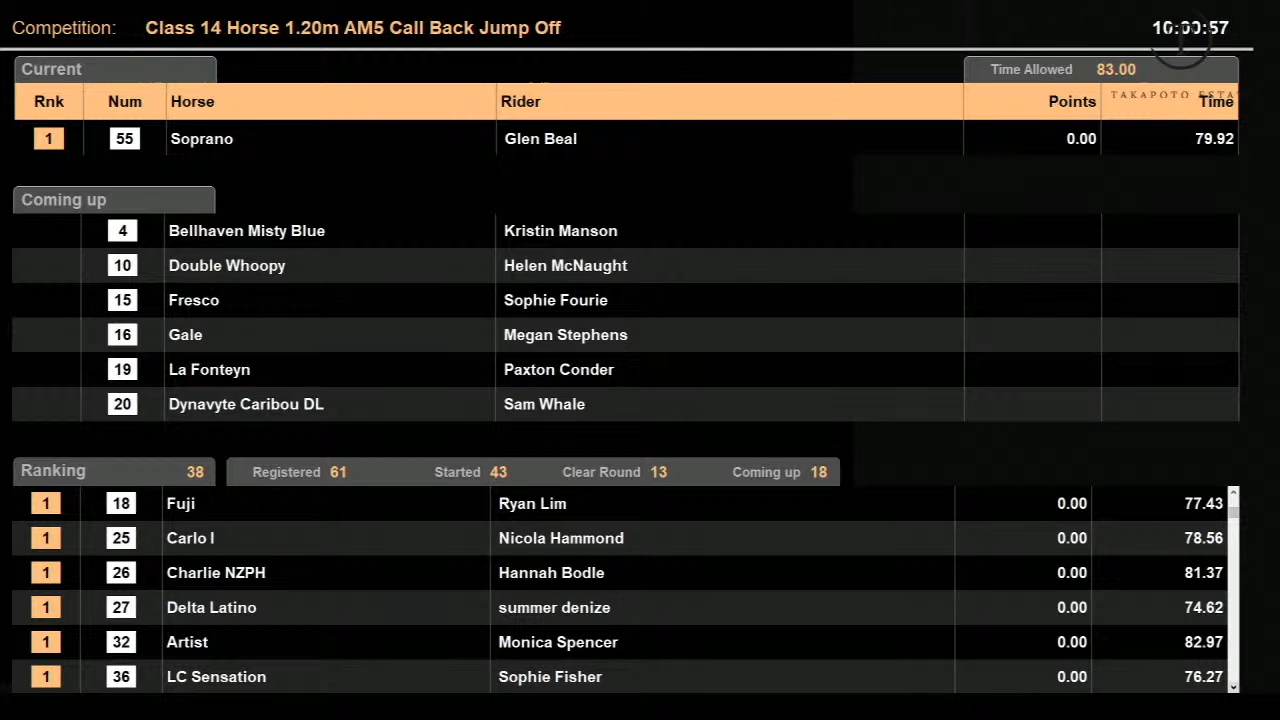 Competition: Class 14 Horse 1.20m AM5 Call Back Jump Off 10:00:57
Current Time Allowed 83.00
TAKAPOTO ESTA
Rnk Num Horse Rider Points Time
1 55 Soprano Glen Beal 0.00 79.92
Coming up
4 Bellhaven Misty Blue Kristin Manson
10 Double Whoopy Helen McNaught
15 Fresco Sophie Fourie
16 Gale Megan Stephens
19 La Fonteyn Paxton Conder
20 Dynavyte Caribou DL Sam Whale
Ranking 38 Registered 61 Started 43 Clear Round 13 Coming up 18
1 18 Fuji Ryan Lim 0.00 77.43
1 25 Carlo I Nicola Hammond 0.00 78.56
1 26 Charlie NZPH Hannah Bodle 0.00 81.37
1 27 Delta Latino summer denize 0.00 74.62
1 32 Artist Monica Spencer 0.00 82.97
1 36 LC Sensation Sophie Fisher 0.00 76.27